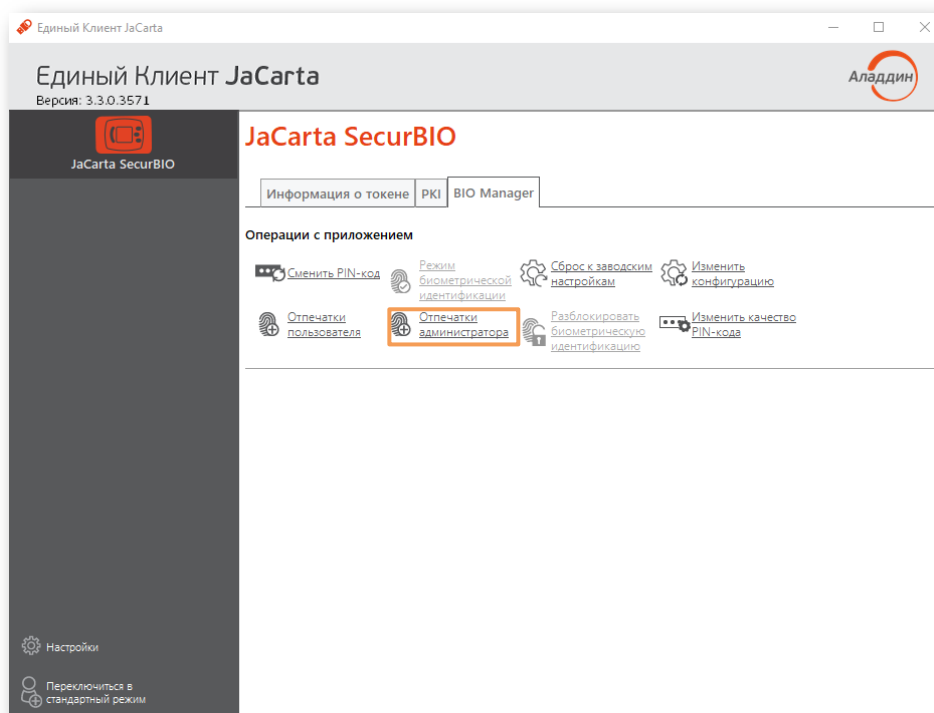 Единый Клиент JaCarta
Единый Клиент JaCarta
Версия: 3.3.0.3571
Аладдин
JaCarta SecurBIO
JaCarta SecurBIO
Информация о токене
PKI
BIO Manager
Операции с приложением
Сменить PIN-код
Режим
биометрической
идентификации
Сброс к заводским
настройкам
Изменить
конфигурацию
Отпечатки
пользователя
Отпечатки
администратора
Разблокировать
биометрическую
идентификацию
Изменить качество
PIN-кода
Настройки
Переключиться в
стандартный режим